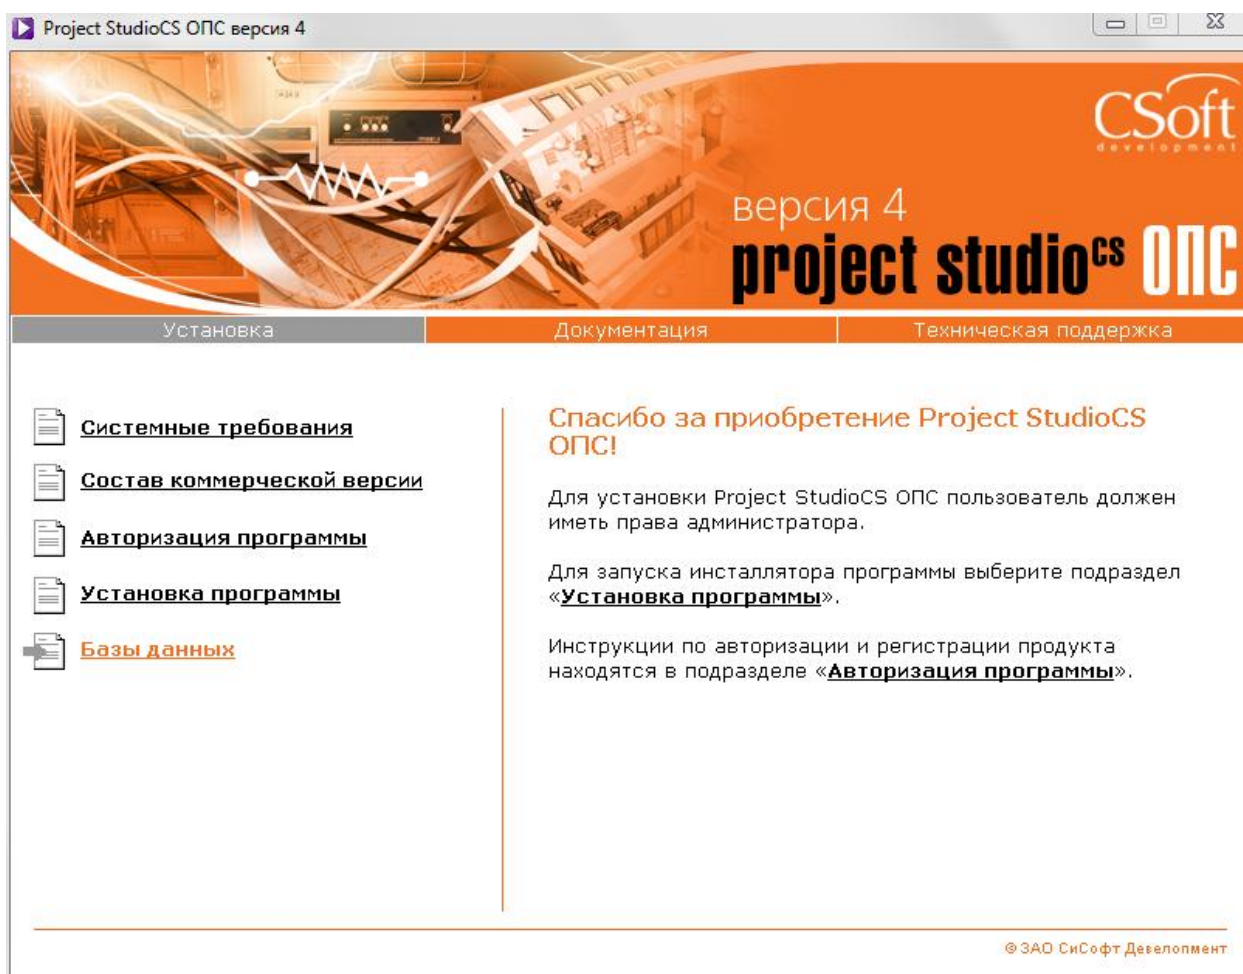 Project StudioCS ОПС версия 4
CSoft
development
версия 4
project studioCS ОПС
Установка
Документация
Техническая поддержка
Системные требования
Состав коммерческой версии
Авторизация программы
Установка программы
Базы данных
Спасибо за приобретение Project StudioCS
ОПС!
Для установки Project StudioCS ОПС пользователь должен
иметь права администратора.
Для запуска инсталлятора программы выберите подраздел
«Установка программы».
Инструкции по авторизации и регистрации продукта
находятся в подразделе «Авторизация программы».
© ЗАО СиСофт Девелопмент